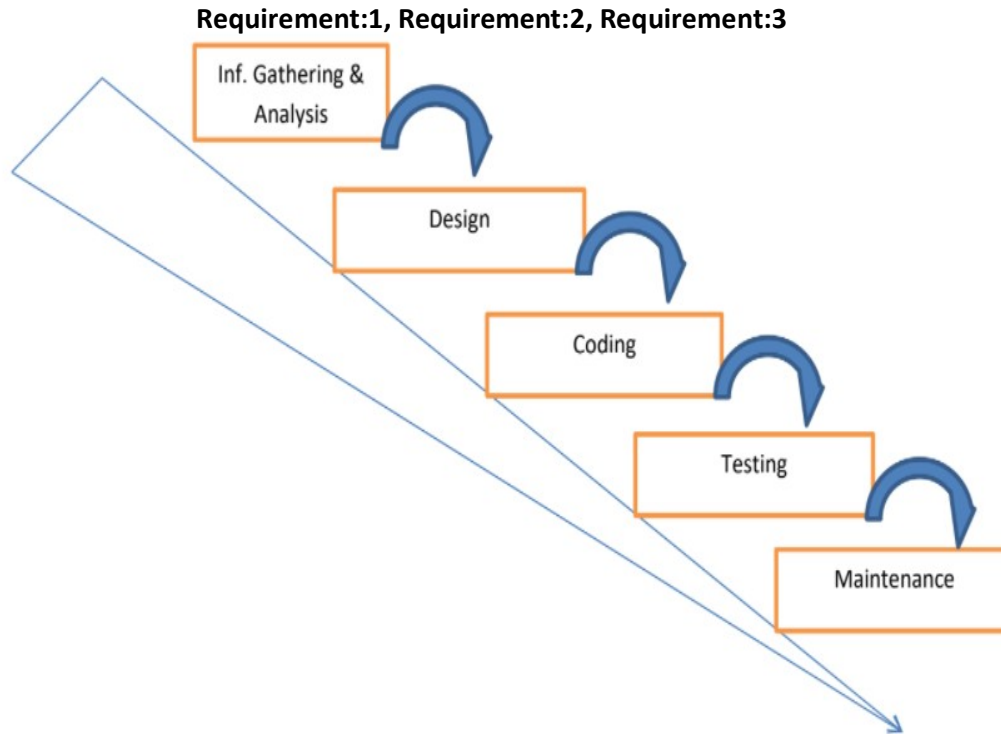 Requirement:1, Requirement:2, Requirement:3
Inf. Gathering &
Analysis
Design
Coding
Testing
Maintenance